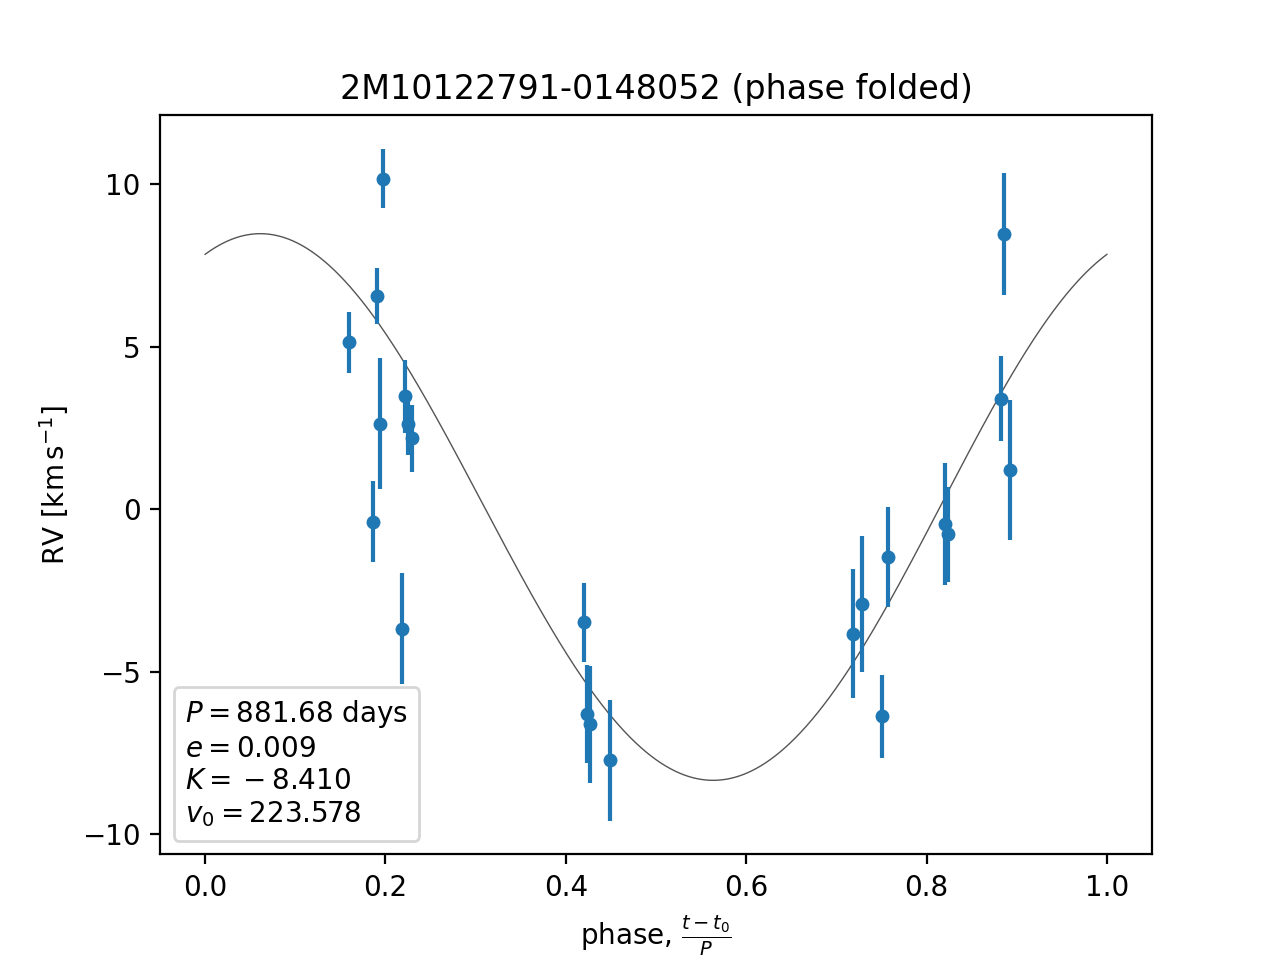 2M10122791-0148052 (phase folded)
RV [km s⁻¹]
10
5
0
−5
−10
P = 881.68 days
e = 0.009
K = −8.410
v₀ = 223.578
0.0 0.2 0.4 0.6 0.8 1.0
phase, (t − t₀)/P